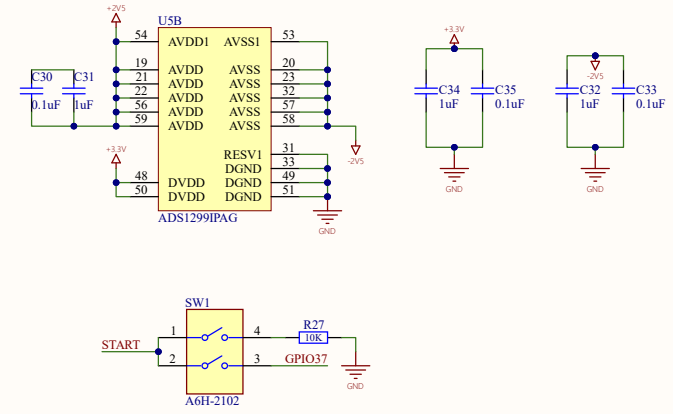 +2V5
U5B
54 AVDD1 AVSS1 53
19 AVDD AVSS 20
21 AVDD AVSS 23
22 AVDD AVSS 32
56 AVDD AVSS 57
59 AVDD AVSS 58
RESV1 31
DGND 33
48 DVDD DGND 49
50 DVDD DGND 51
ADS1299IPAG
C30
0.1uF
C31
1uF
+3.3V
-2V5
GND
+3.3V
C34
1uF
C35
0.1uF
GND
-2V5
C32
1uF
C33
0.1uF
GND
SW1
START
1 4
2 3
A6H-2102
R27
10K
GPIO37
GND